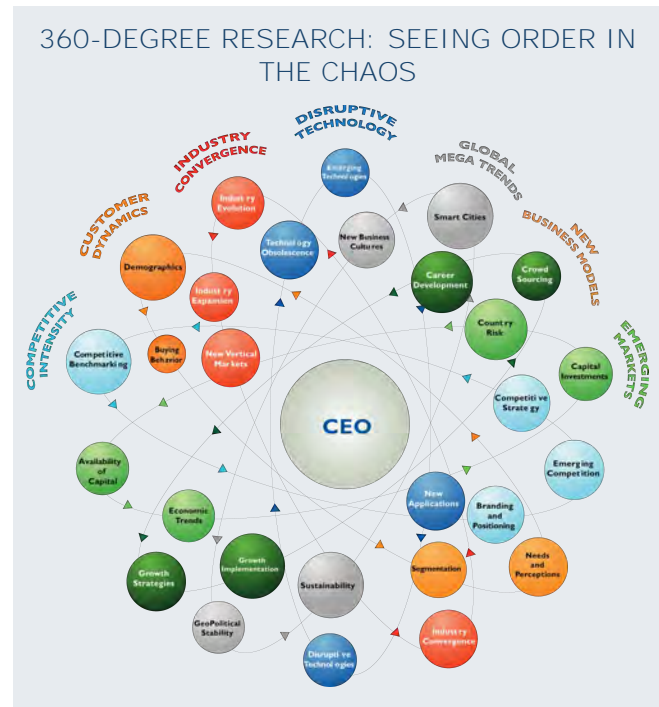 360-DEGREE RESEARCH: SEEING ORDER IN
THE CHAOS
DISRUPTIVE
TECHNOLOGY
INDUSTRY
CONVERGENCE
GLOBAL
MEGA TRENDS
CUSTOMER
DYNAMICS
NEW
BUSINESS MODELS
COMPETITIVE
INTENSITY
EMERGING
MARKETS
Emerging
Technologies
Industry
Evolution
Smart Cities
Technology
Obsolescence
New Business
Cultures
Demographics
Career
Development
Crowd
Sourcing
Industry
Expansion
Country
Risk
Competitive
Benchmarking
Buying
Behavior
New Vertical
Markets
Capital
Investments
Competitive
Strategy
CEO
Availability
of
Capital
Emerging
Competition
New
Applications
Branding
and
Positioning
Economic
Trends
Growth
Strategies
Growth
Implementation
Sustainability
Segmentation
Needs
and
Perceptions
GeoPolitical
Stability
Industry
Convergence
Disruptive
Technologies